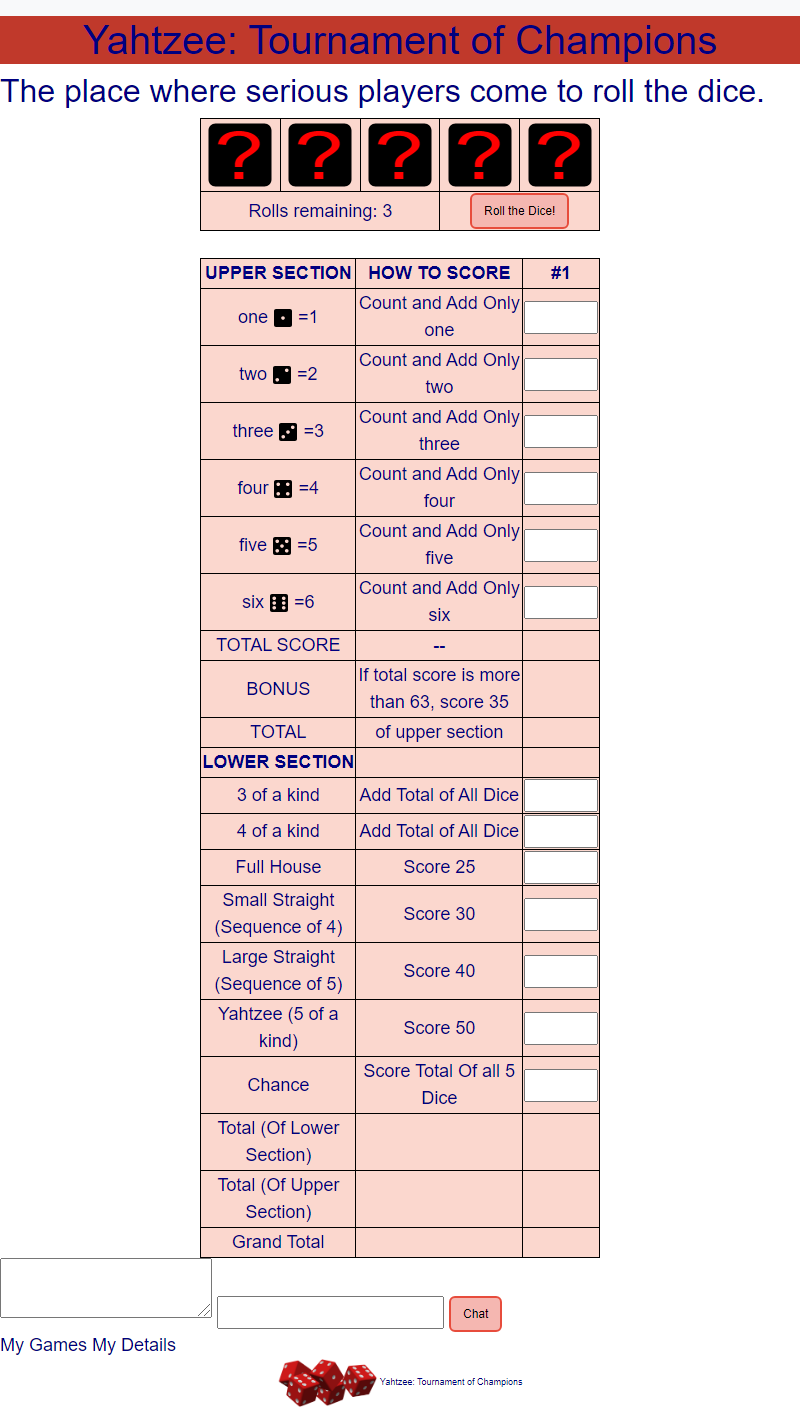 Yahtzee: Tournament of Champions
The place where serious players come to roll the dice.
? ? ? ? ?
Rolls remaining: 3 Roll the Dice!
UPPER SECTION HOW TO SCORE #1
one =1 Count and Add Only one
two =2 Count and Add Only two
three =3 Count and Add Only three
four =4 Count and Add Only four
five =5 Count and Add Only five
six =6 Count and Add Only six
TOTAL SCORE --
BONUS If total score is more than 63, score 35
TOTAL of upper section
LOWER SECTION
3 of a kind Add Total of All Dice
4 of a kind Add Total of All Dice
Full House Score 25
Small Straight (Sequence of 4) Score 30
Large Straight (Sequence of 5) Score 40
Yahtzee (5 of a kind) Score 50
Chance Score Total Of all 5 Dice
Total (Of Lower Section)
Total (Of Upper Section)
Grand Total
Chat
My Games My Details
Yahtzee: Tournament of Champions